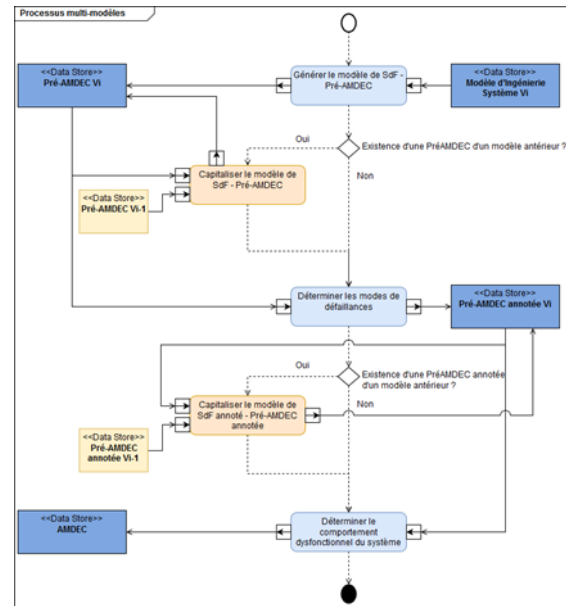 Processus multi-modèles
<<Data Store>>
Pré-AMDEC Vi
Générer le modèle de SdF -
Pré-AMDEC
<<Data Store>>
Modèle d'Ingénierie
Système Vi
Oui
Existence d'une PréAMDEC d'un modèle antérieur ?
Capitaliser le modèle de
SdF - Pré-AMDEC
Non
<<Data Store>>
Pré-AMDEC Vi-1
Déterminer les modes de
défaillances
<<Data Store>>
Pré-AMDEC annotée Vi
Oui
Existence d'une PréAMDEC annotée
d'un modèle antérieur ?
Capitaliser le modèle de
SdF annoté - Pré-AMDEC
annotée
Non
<<Data Store>>
Pré-AMDEC
annotée Vi-1
<<Data Store>>
AMDEC
Déterminer le
comportement
dysfonctionnel du système